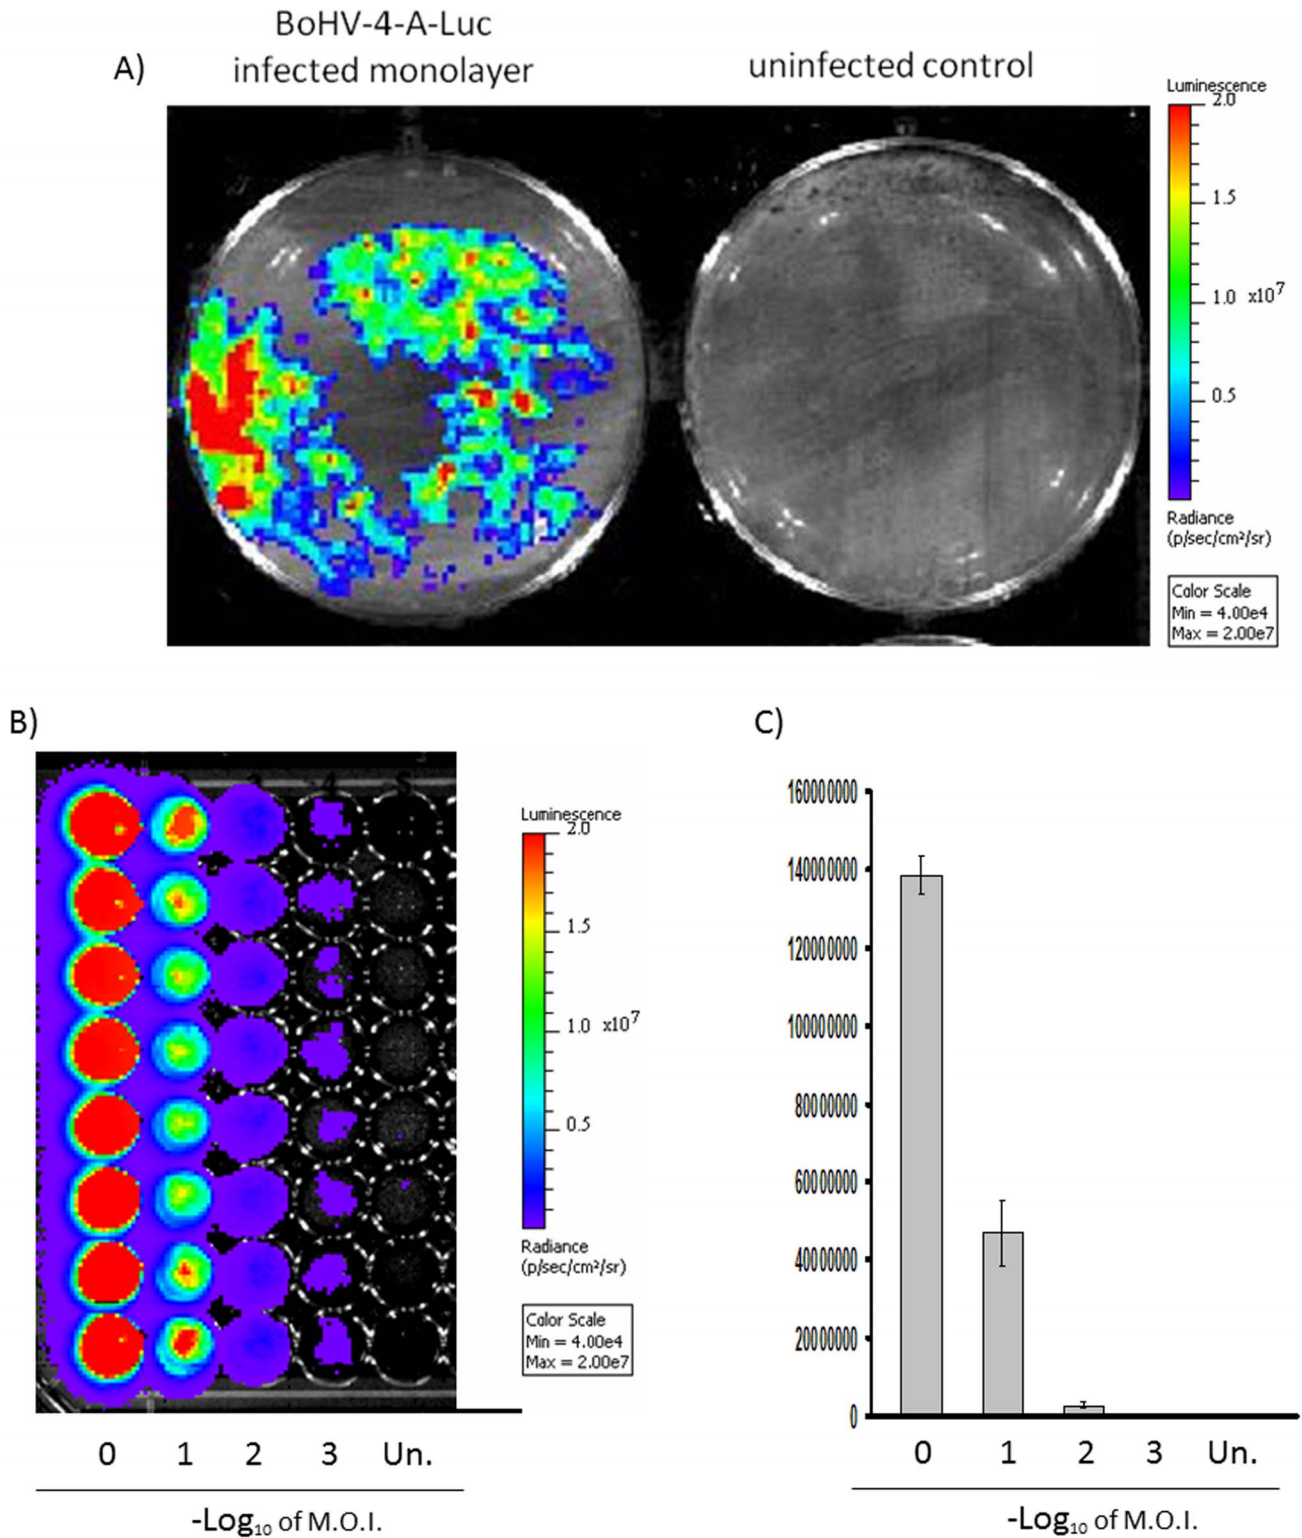 BoHV-4-A-Luc
infected monolayer
uninfected control
A)
Luminescence
2.0
1.5
1.0 x10⁷
0.5
Radiance
(p/sec/cm²/sr)
Color Scale
Min = 4.00e4
Max = 2.00e7
B)
Luminescence
2.0
1.5
1.0 x10⁷
0.5
Radiance
(p/sec/cm²/sr)
Color Scale
Min = 4.00e4
Max = 2.00e7
0 1 2 3 Un.
-Log₁₀ of M.O.I.
C)
160000000
140000000
120000000
100000000
80000000
60000000
40000000
20000000
0
0 1 2 3 Un.
-Log₁₀ of M.O.I.